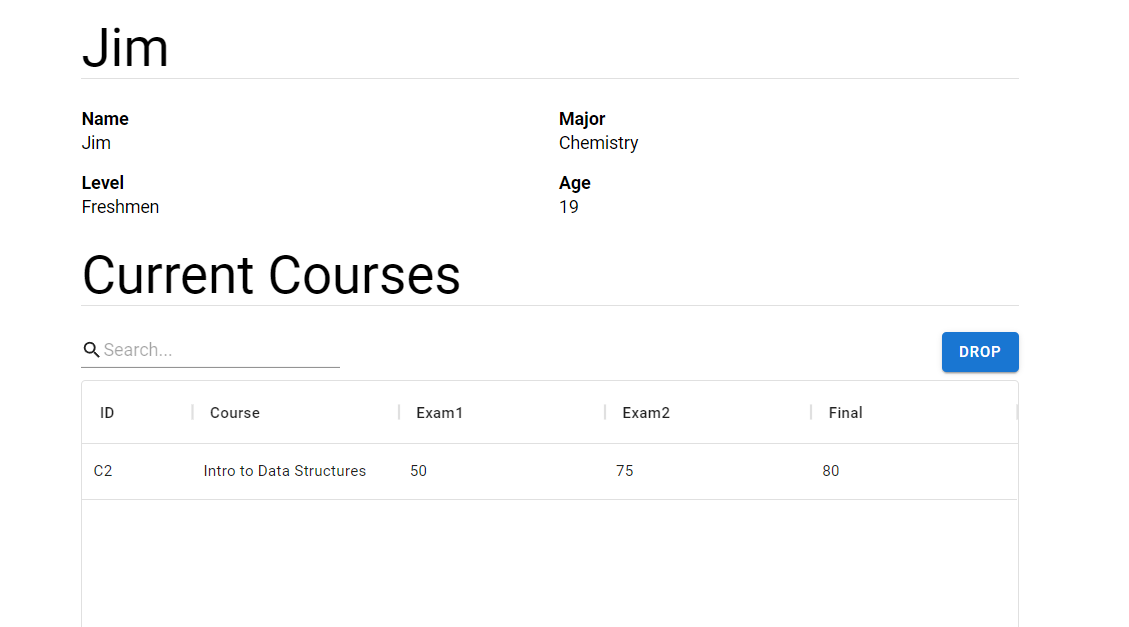 Jim
Name
Jim
Major
Chemistry
Level
Freshmen
Age
19
Current Courses
Search...
DROP
ID Course Exam1 Exam2 Final
C2 Intro to Data Structures 50 75 80